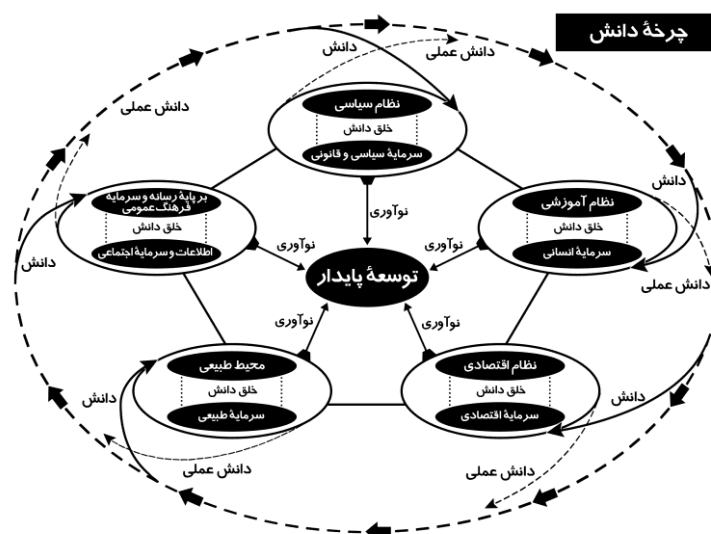 چرخهٔ دانش
دانش
دانش عملی
دانش عملی
نظام سیاسی
خلق دانش
سرمایهٔ سیاسی و قانونی
دانش
نوآوری
نظام آموزشی
خلق دانش
سرمایهٔ انسانی
دانش عملی
بر پایهٔ رسانه و سرمایه
فرهنگ عمومی
خلق دانش
اطلاعات و سرمایهٔ اجتماعی
دانش
نوآوری
نوآوری
توسعهٔ پایدار
نوآوری
نوآوری
نظام اقتصادی
خلق دانش
سرمایهٔ اقتصادی
دانش
دانش عملی
محیط طبیعی
خلق دانش
سرمایهٔ طبیعی
دانش
دانش عملی